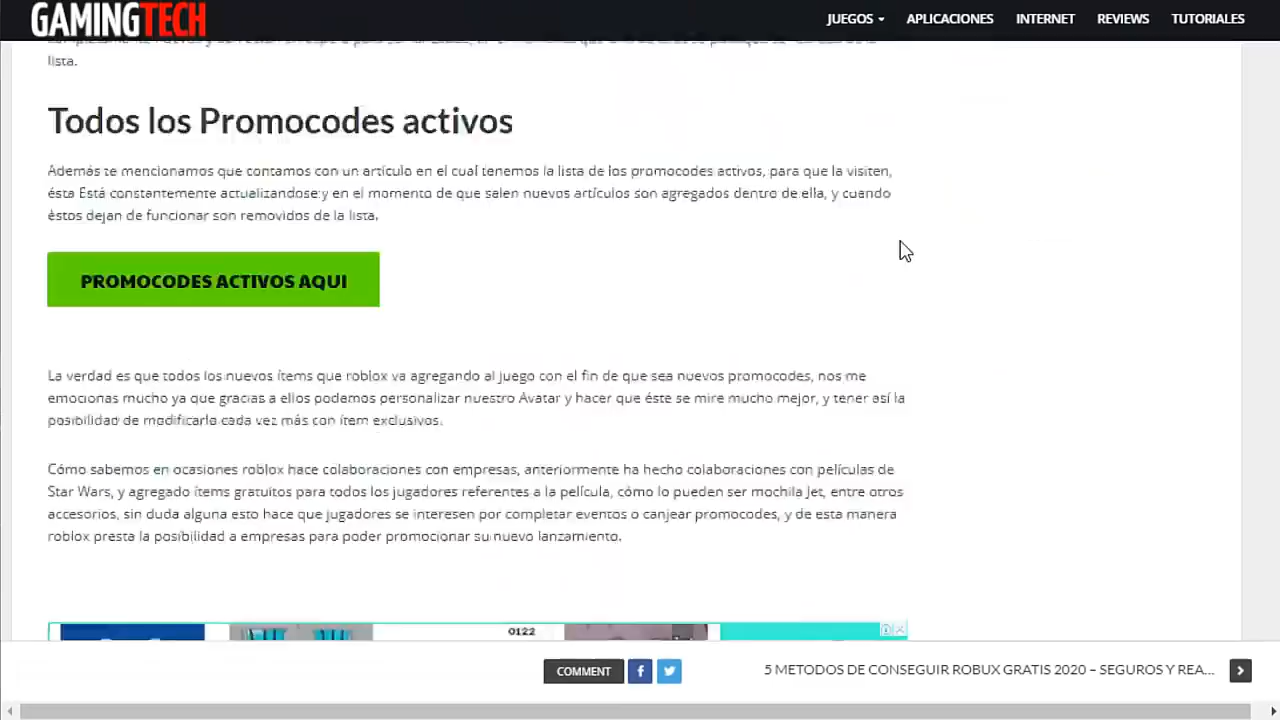 GAMINGTECH
JUEGOS APLICACIONES INTERNET REVIEWS TUTORIALES
lista.
Todos los Promocodes activos
Además te mencionamos que contamos con un artículo en el cual tenemos la lista de los promocodes activos, para que la visiten,
ésta Está constantemente actualizandose y en el momento de que salen nuevos artículos son agregados dentro de ella, y cuando
éstos dejan de funcionar son removidos de la lista.
PROMOCODES ACTIVOS AQUI
La verdad es que todos los nuevos ítems que roblox va agregando al juego con el fin de que sea nuevos promocodes, nos me
emocionas mucho ya que gracias a ellos podemos personalizar nuestro Avatar y hacer que éste se mire mucho mejor, y tener así la
posibilidad de modificarlo cada vez más con ítem exclusivos.
Cómo sabemos en ocasiones roblox hace colaboraciones con empresas, anteriormente ha hecho colaboraciones con películas de
Star Wars, y agregado ítems gratuitos para todos los jugadores referentes a la película, cómo lo pueden ser mochila Jet, entre otros
accesorios, sin duda alguna esto hace que jugadores se interesen por completar eventos o canjear promocodes, y de esta manera
roblox presta la posibilidad a empresas para poder promocionar su nuevo lanzamiento.
0122
COMMENT
5 METODOS DE CONSEGUIR ROBUX GRATIS 2020 – SEGUROS Y REA...